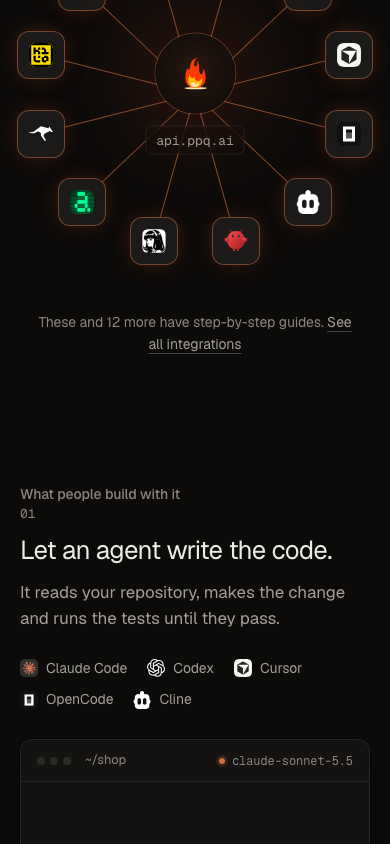 api.ppq.ai
These and 12 more have step-by-step guides. See
all integrations
What people build with it
01
Let an agent write the code.
It reads your repository, makes the change
and runs the tests until they pass.
Claude Code Codex Cursor
OpenCode Cline
~/shop claude-sonnet-5.5